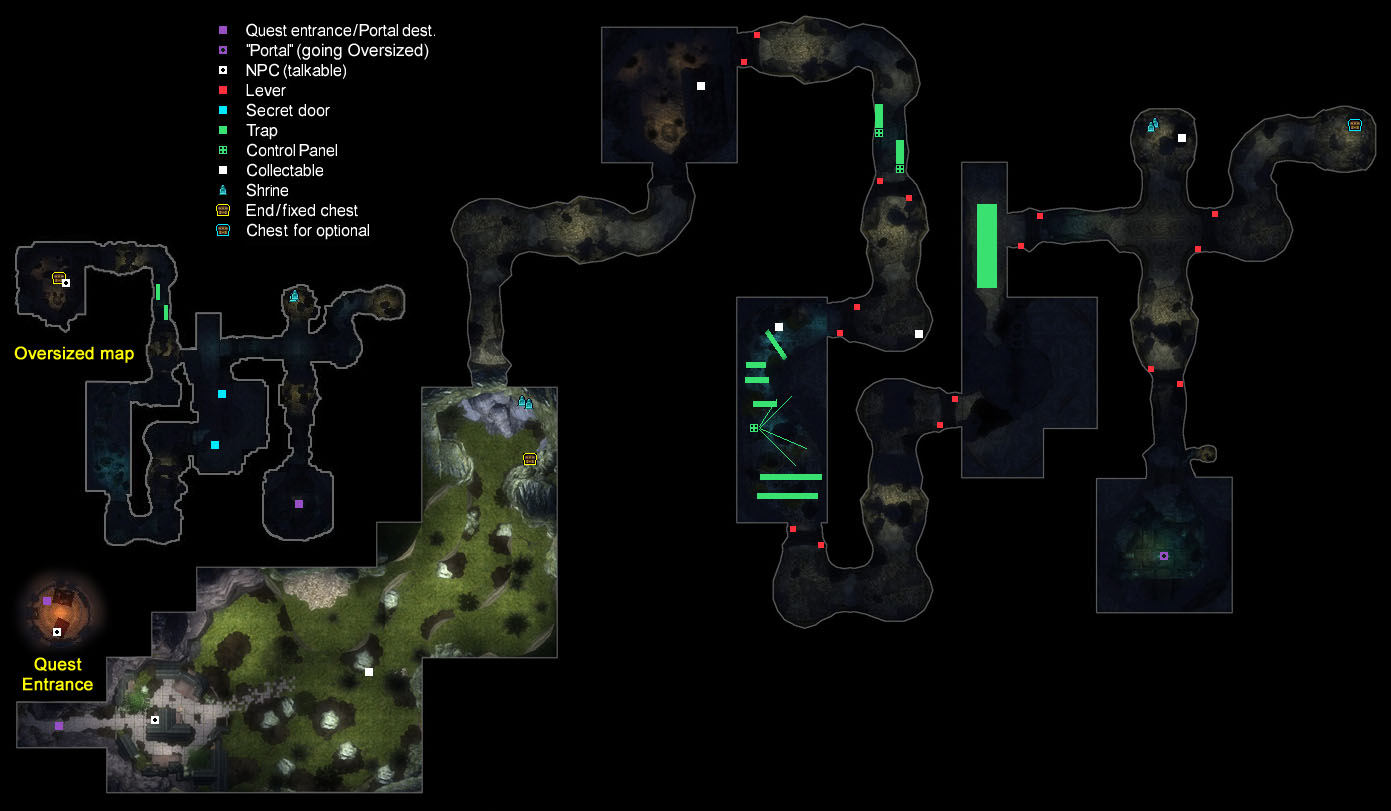 Quest entrance/Portal dest.
"Portal" (going Oversized)
NPC (talkable)
Lever
Secret door
Trap
Control Panel
Collectable
Shrine
End/fixed chest
Chest for optional
Oversized map
Quest
Entrance